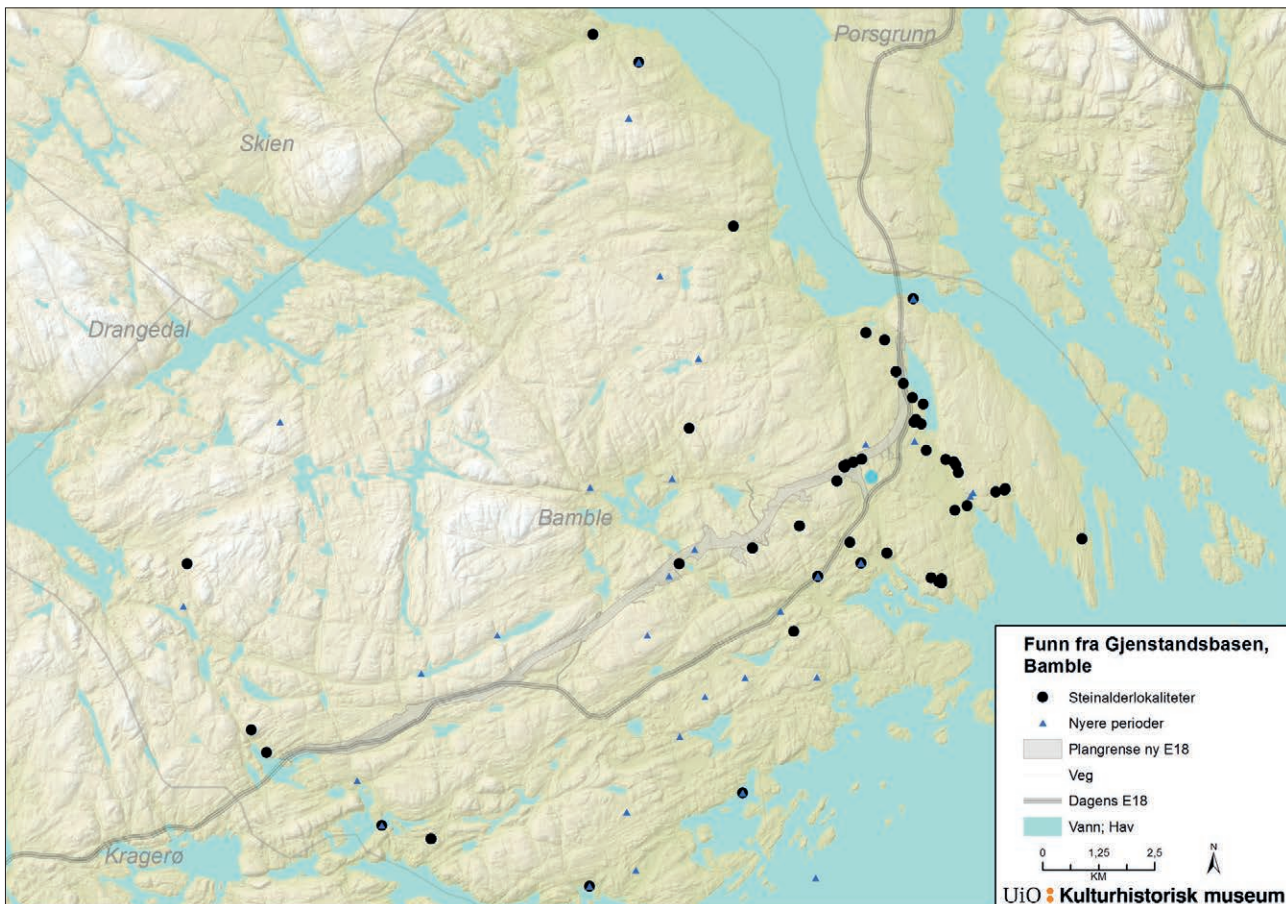 Porsgrunn
Skien
Drangedal
Bamble
Kragerø
Funn fra Gjenstandsbasen,
Bamble
Steinalderlokaliteter
Nyere perioder
Plangrense ny E18
Veg
Dagens E18
Vann; Hav
N
0 1,25 2,5
KM
UiO Kulturhistorisk museum